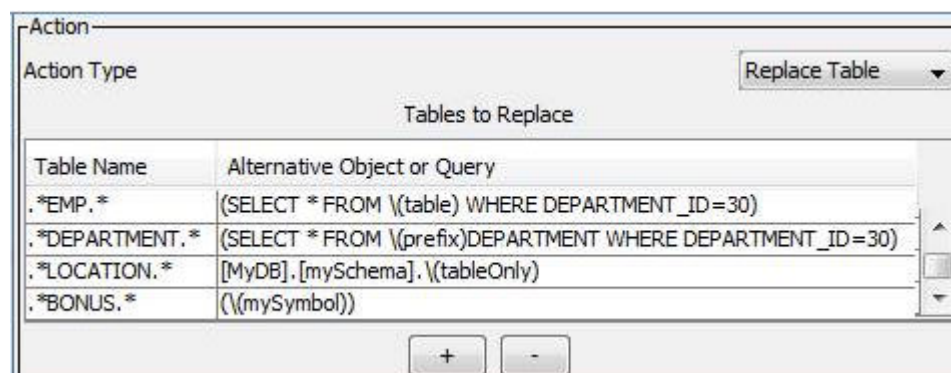 Action
Action Type Replace Table
Tables to Replace
Table Name Alternative Object or Query
.*EMP.* (SELECT * FROM \(table) WHERE DEPARTMENT_ID=30)
.*DEPARTMENT.* (SELECT * FROM \(prefix)DEPARTMENT WHERE DEPARTMENT_ID=30)
.*LOCATION.* [MyDB].[mySchema].\(tableOnly)
.*BONUS.* (\(mySymbol))
+ -